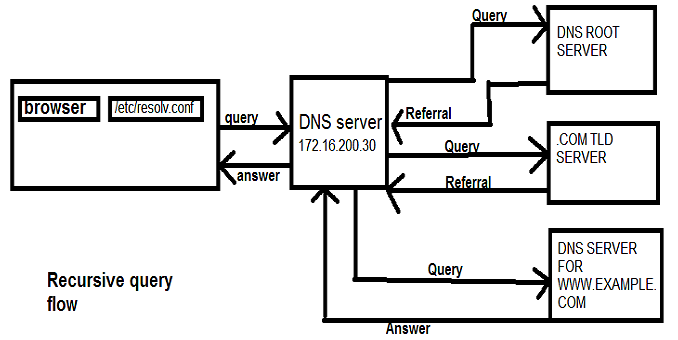 browser
/etc/resolv.conf
query
answer
DNS server
172.16.200.30
Query
Referral
Query
Referral
Query
Answer
DNS ROOT
SERVER
.COM TLD
SERVER
DNS SERVER
FOR
WWW.EXAMPLE.
COM
Recursive query
flow